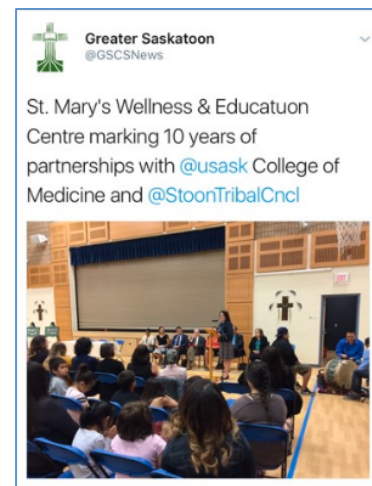 Greater Saskatoon
@GSCSNews
St. Mary's Wellness & Educatuon
Centre marking 10 years of
partnerships with @usask College of
Medicine and @StoonTribalCncl
EXIT